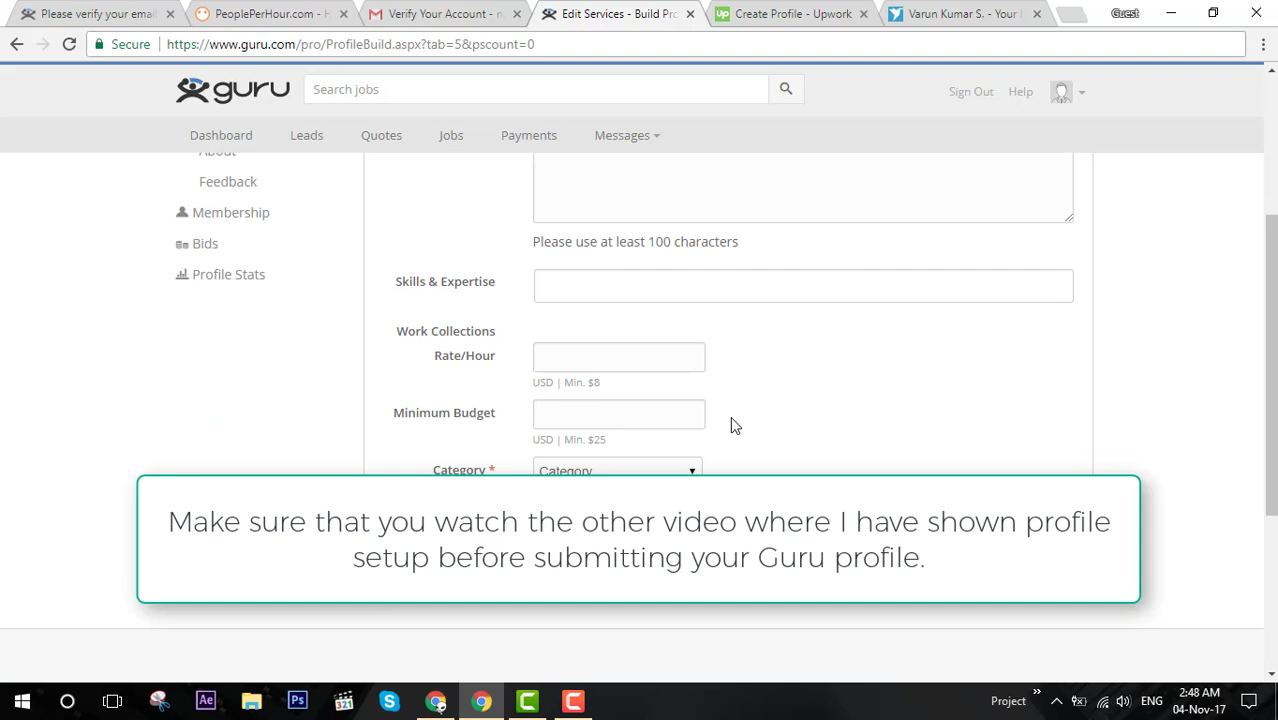 Please verify your email
PeoplePerHour.com - H
Verify Your Account - n
Edit Services - Build Pro
Create Profile - Upwork
Varun Kumar S. - Your
Guest
Secure
https://www.guru.com/pro/ProfileBuild.aspx?tab=5&pscount=0
guru
Search jobs
Sign Out
Help
Dashboard
Leads
Quotes
Jobs
Payments
Messages
About
Feedback
Membership
Bids
Profile Stats
Please use at least 100 characters
Skills & Expertise
Work Collections
Rate/Hour
USD | Min. $8
Minimum Budget
USD | Min. $25
Category *
Category
Make sure that you watch the other video where I have shown profile
setup before submitting your Guru profile.
Ae
Ps
321
Project
ENG
2:48 AM
04-Nov-17